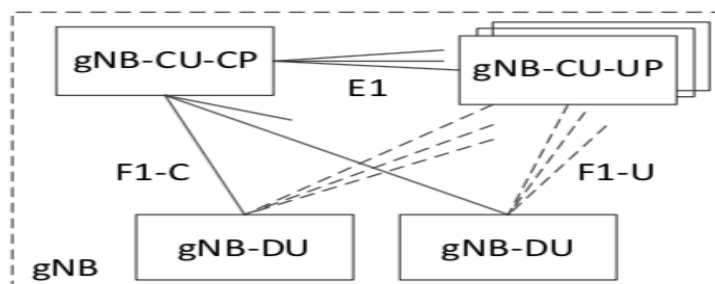 gNB-CU-CP
gNB-CU-UP
E1
F1-C
F1-U
gNB-DU
gNB-DU
gNB